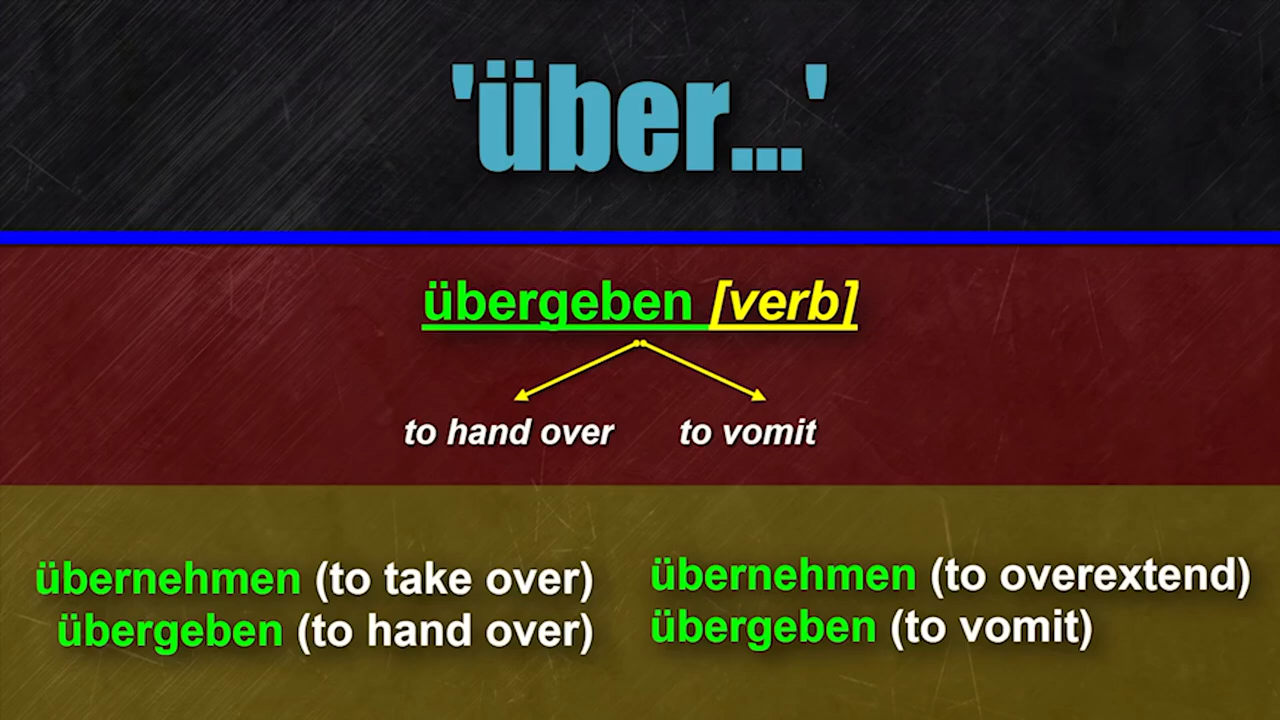 'über...'
übergeben [verb]
to hand over
to vomit
übernehmen (to take over)
übergeben (to hand over)
übernehmen (to overextend)
übergeben (to vomit)